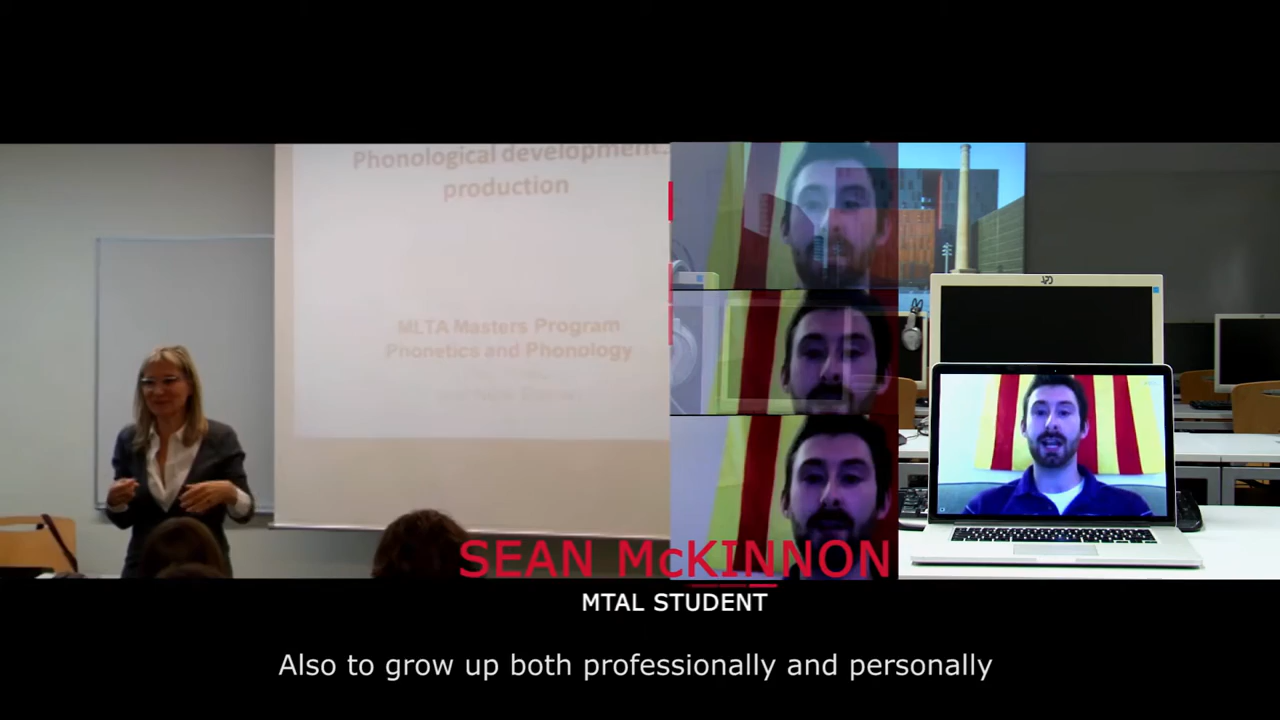 Phonological development:
production
MLTA Masters Program
Phonetics and Phonology
SEAN McKINNON
MTAL STUDENT
Also to grow up both professionally and personally